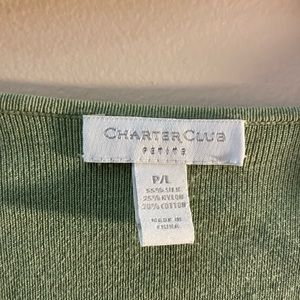 CHARTER CLUB
PETITE
P/L
55% SILK
25% NYLON
20% COTTON
MADE IN
CHINA